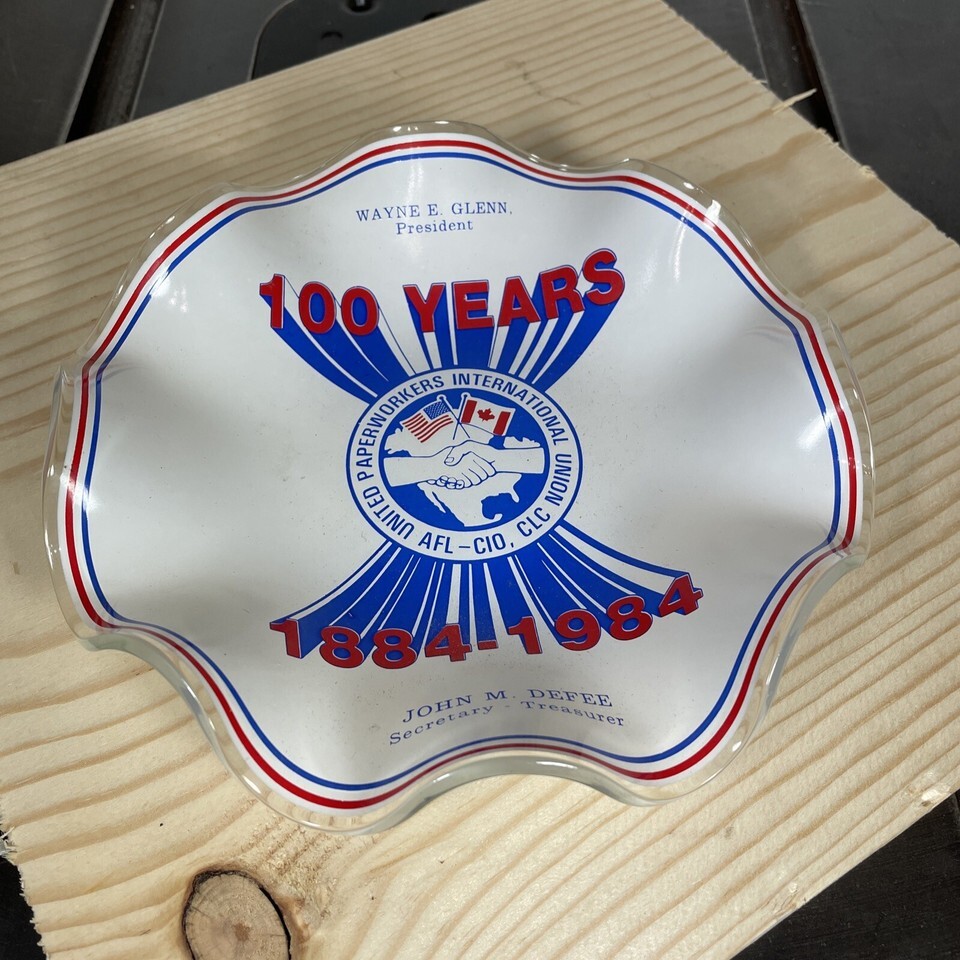 WAYNE E. GLENN,
President
100 YEARS
UNITED PAPERWORKERS INTERNATIONAL UNION
AFL-CIO, CLC
1884-1984
JOHN M. DEFEE
Secretary - Treasurer